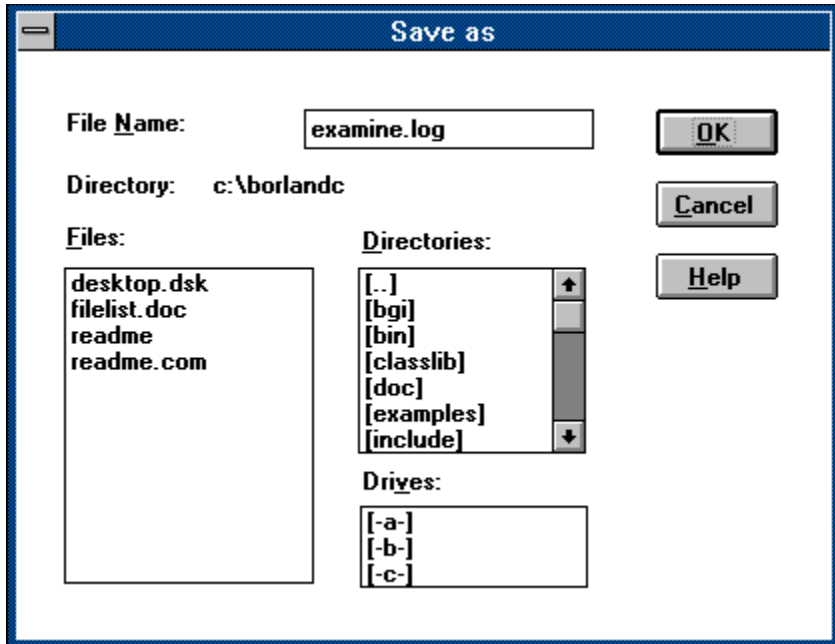 Save as
File Name:
examine.log
OK
Directory: c:\borlandc
Cancel
Files:
Directories:
Help
desktop.dsk
filelist.doc
readme
readme.com
[..]
[bgi]
[bin]
[classlib]
[doc]
[examples]
[include]
Drives:
[-a-]
[-b-]
[-c-]